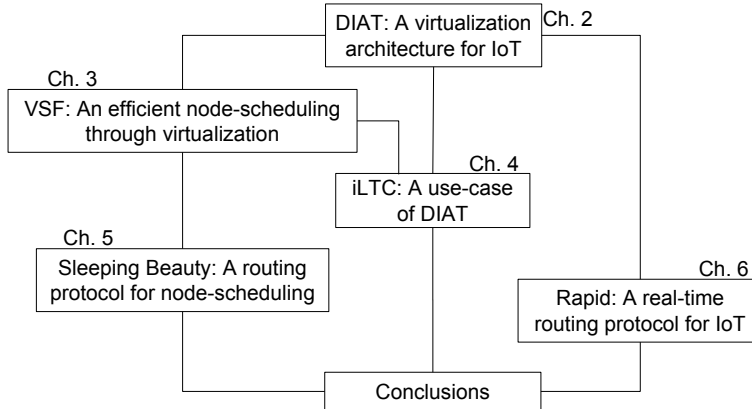 Ch. 2
DIAT: A virtualization
architecture for IoT
Ch. 3
VSF: An efficient node-scheduling
through virtualization
Ch. 4
iLTC: A use-case
of DIAT
Ch. 5
Sleeping Beauty: A routing
protocol for node-scheduling
Ch. 6
Rapid: A real-time
routing protocol for IoT
Conclusions